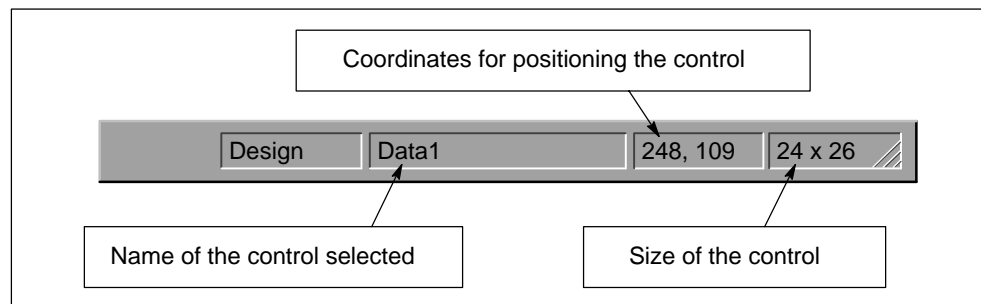 Coordinates for positioning the control
Design Data1 248, 109 24 x 26
Name of the control selected Size of the control